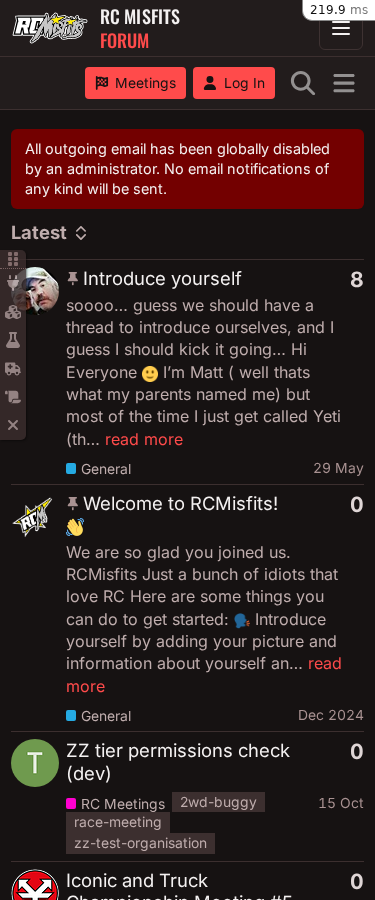 219.9 ms
RC MISFITS
FORUM
Meetings
Log In
All outgoing email has been globally disabled
by an administrator. No email notifications of
any kind will be sent.
Latest
Introduce yourself
8
soooo... guess we should have a
thread to introduce ourselves, and I
guess I should kick it going... Hi
Everyone 🙂 I'm Matt ( well thats
what my parents named me) but
most of the time I just get called Yeti
(th... read more
General
29 May
Welcome to RCMisfits!
0
👋
We are so glad you joined us.
RCMisfits Just a bunch of idiots that
love RC Here are some things you
can do to get started: 🗣 Introduce
yourself by adding your picture and
information about yourself an... read
more
General
Dec 2024
T
ZZ tier permissions check
0
(dev)
RC Meetings
2wd-buggy
15 Oct
race-meeting
zz-test-organisation
Iconic and Truck
0
Championship Meeting #5